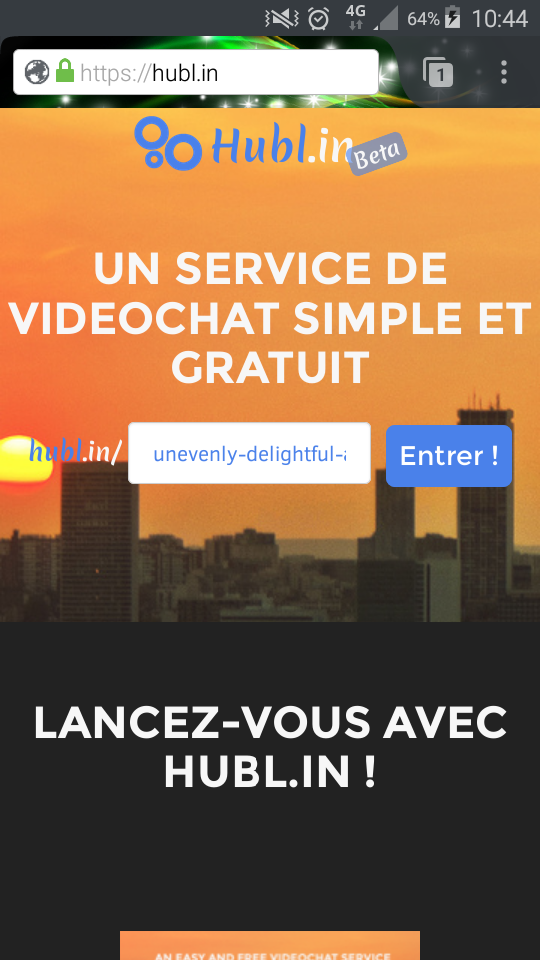 4G 64% 10:44
https://hubl.in 1
Hubl.in Beta
UN SERVICE DE
VIDEOCHAT SIMPLE ET
GRATUIT
hubl.in/ unevenly-delightful- Entrer !
LANCEZ-VOUS AVEC
HUBL.IN !
AN EASY AND FREE VIDEOCHAT SERVICE